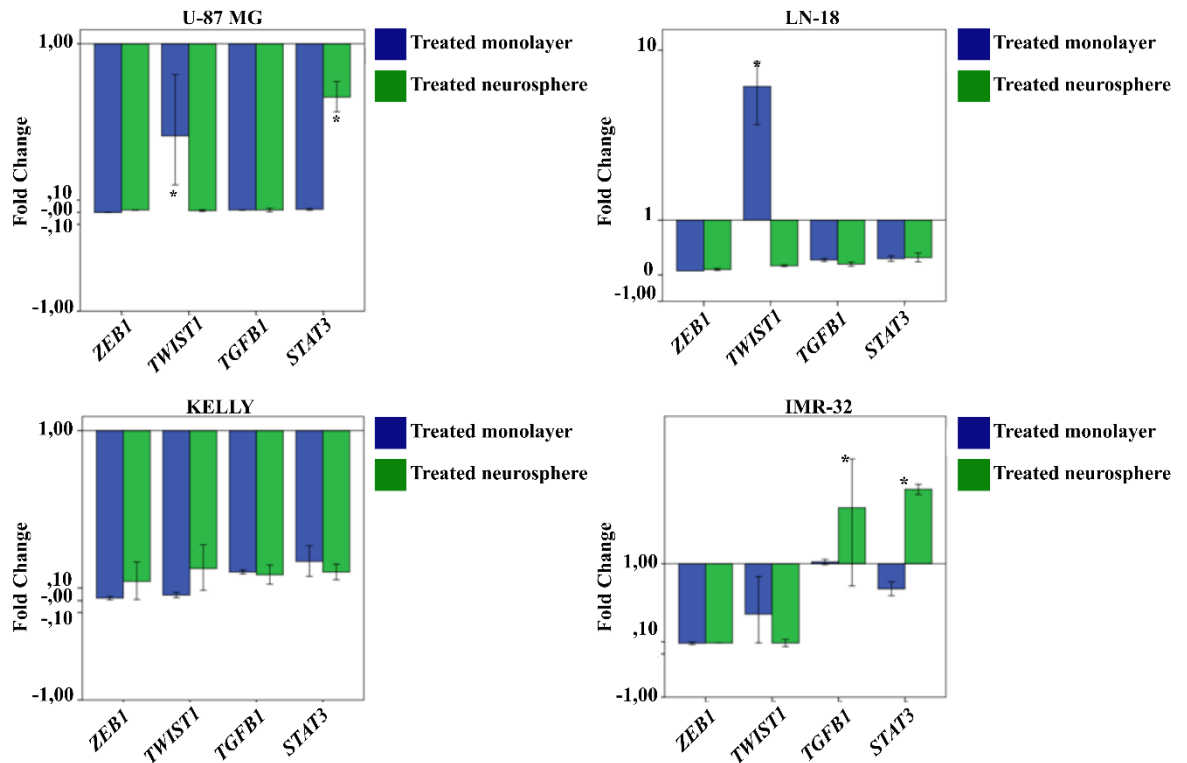 U-87 MG
1,00
,10
-,00
-,10
-1,00
Fold Change
ZEB1
TWIST1
TGFB1
STAT3
*
*
Treated monolayer
Treated neurosphere
LN-18
10
1
0
-1,00
Fold Change
ZEB1
TWIST1
TGFB1
STAT3
*
Treated monolayer
Treated neurosphere
KELLY
1,00
,10
-,00
-,10
-1,00
Fold Change
ZEB1
TWIST1
TGFB1
STAT3
Treated monolayer
Treated neurosphere
IMR-32
1,00
,10
-1,00
Fold Change
ZEB1
TWIST1
TGFB1
STAT3
*
*
Treated monolayer
Treated neurosphere